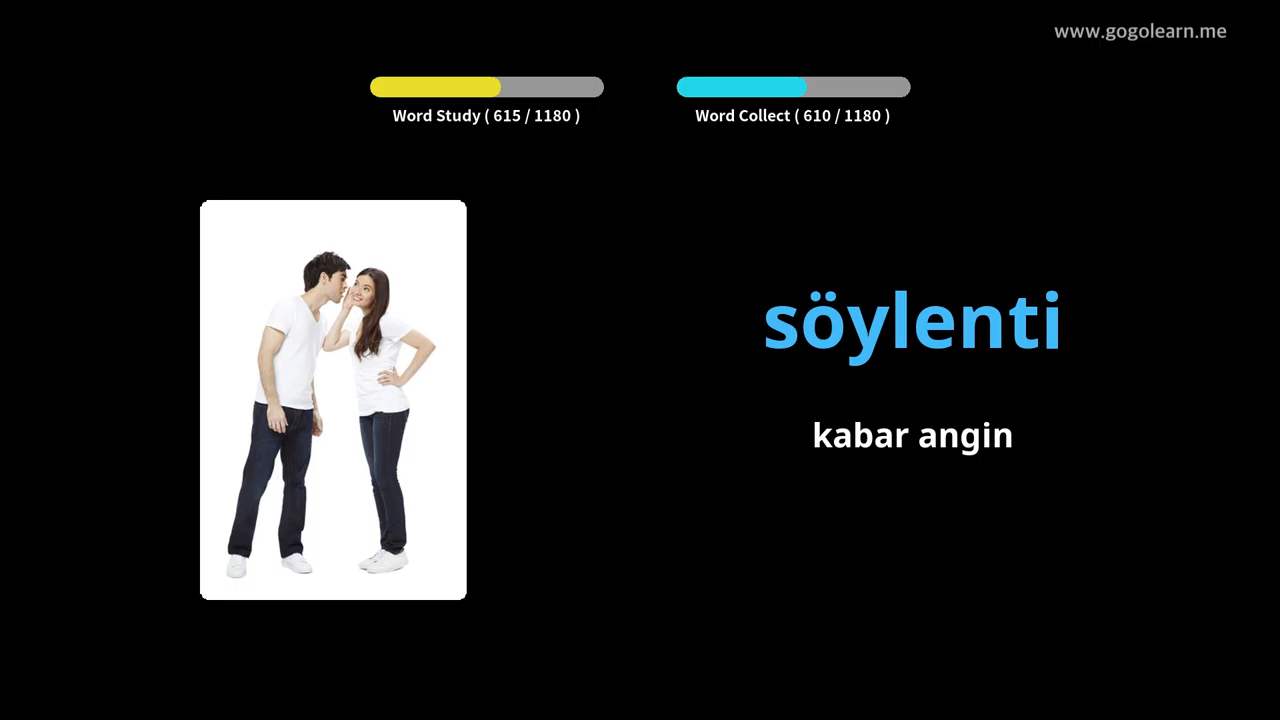 www.gogolearn.me
Word Study ( 615 / 1180 )
Word Collect ( 610 / 1180 )
söylenti
kabar angin